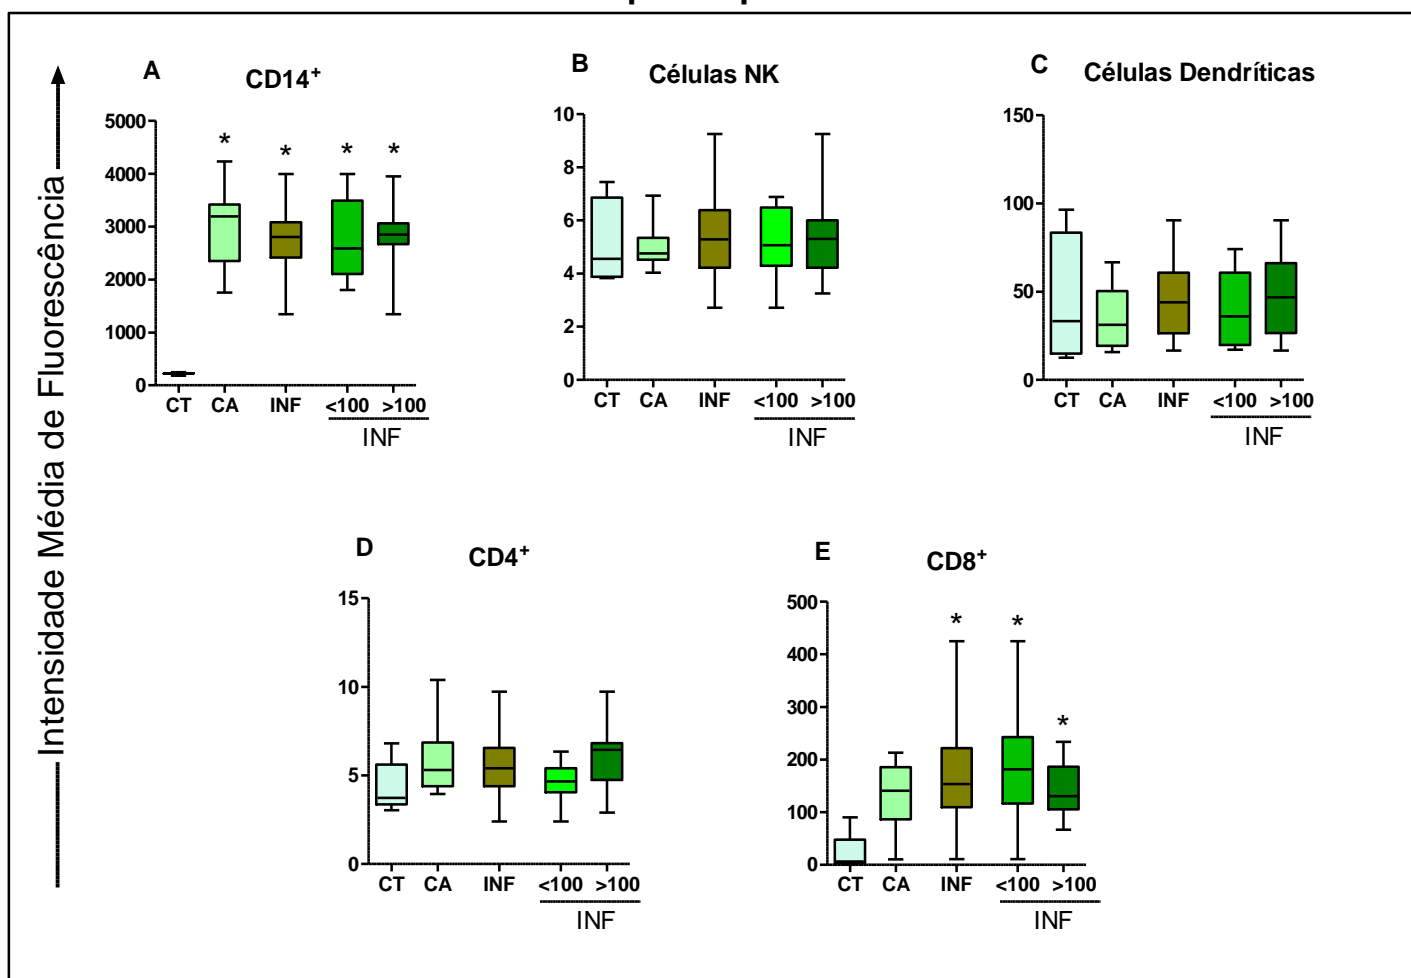 Intensidade Média de Fluorescência
A
CD14⁺
5000
4000
3000
2000
1000
0
* * * *
CT CA INF <100 >100
INF
B
Células NK
10
8
6
4
2
0
CT CA INF <100 >100
INF
C
Células Dendríticas
150
100
50
0
CT CA INF <100 >100
INF
D
CD4⁺
15
10
5
0
CT CA INF <100 >100
INF
E
CD8⁺
500
400
300
200
100
0
* * *
CT CA INF <100 >100
INF